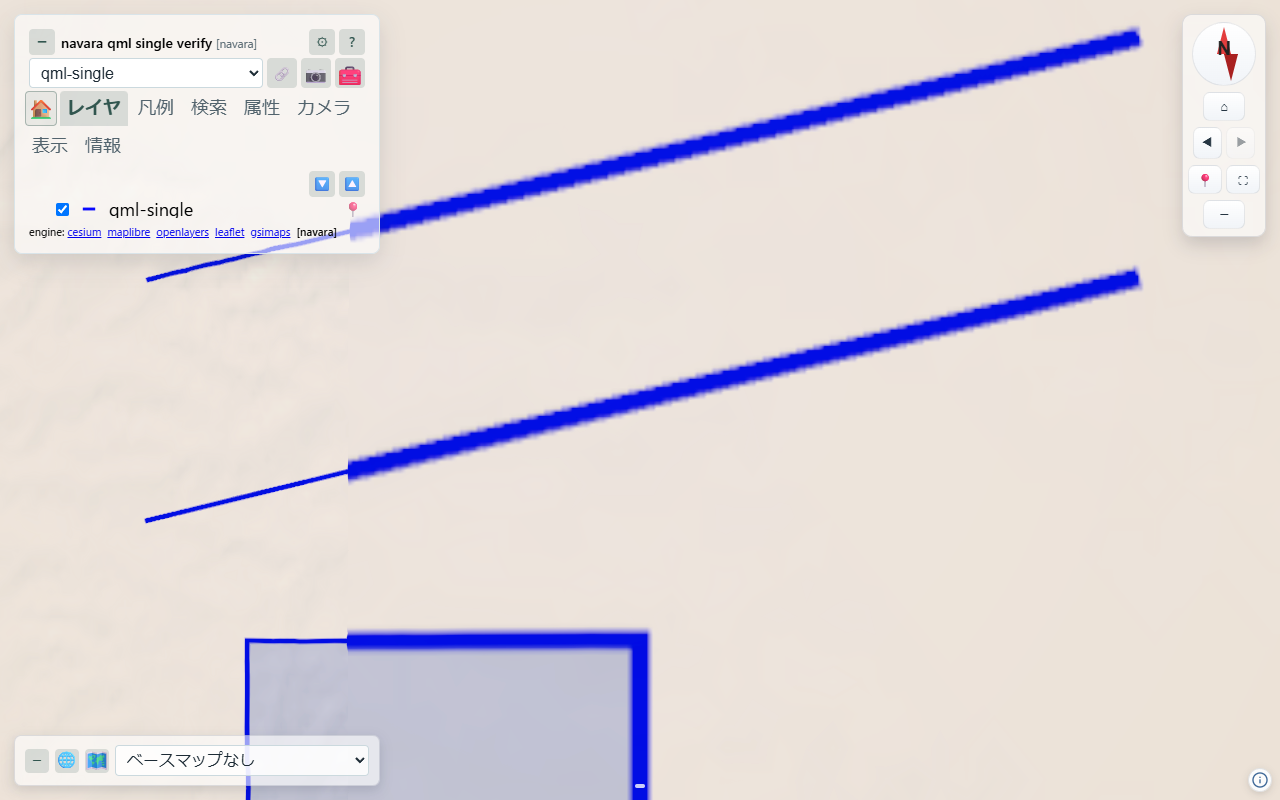 navara qml single verify [navara]
?
qml-single
レイヤ 凡例 検索 属性 カメラ
表示 情報
qml-single
engine: cesium maplibre openlayers leaflet gsimaps [navara]
N
ベースマップなし